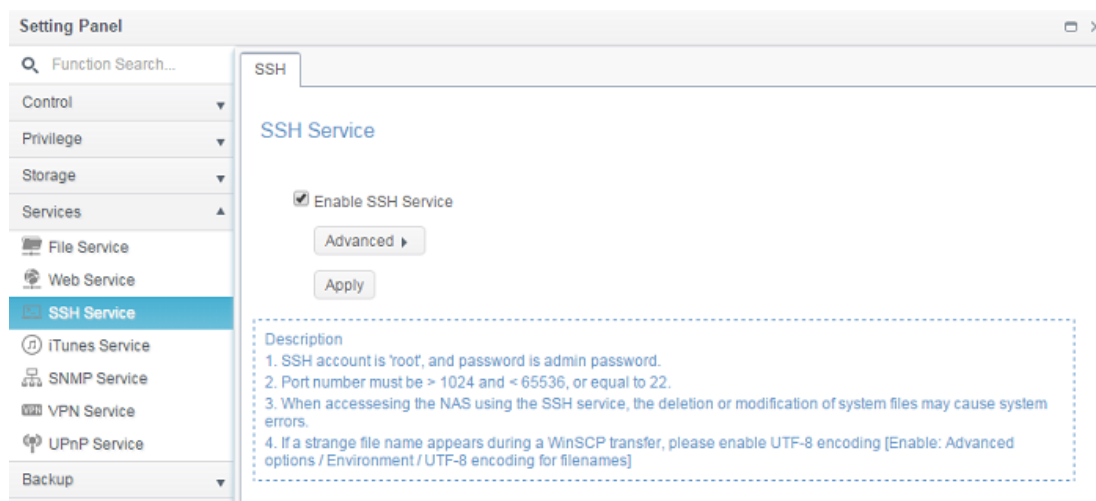 Setting Panel
Function Search...
Control
Privilege
Storage
Services
File Service
Web Service
SSH Service
iTunes Service
SNMP Service
VPN Service
UPnP Service
Backup
SSH
SSH Service
Enable SSH Service
Advanced
Apply
Description
1. SSH account is 'root', and password is admin password.
2. Port number must be > 1024 and < 65536, or equal to 22.
3. When accessesing the NAS using the SSH service, the deletion or modification of system files may cause system
errors.
4. If a strange file name appears during a WinSCP transfer, please enable UTF-8 encoding [Enable: Advanced
options / Environment / UTF-8 encoding for filenames]